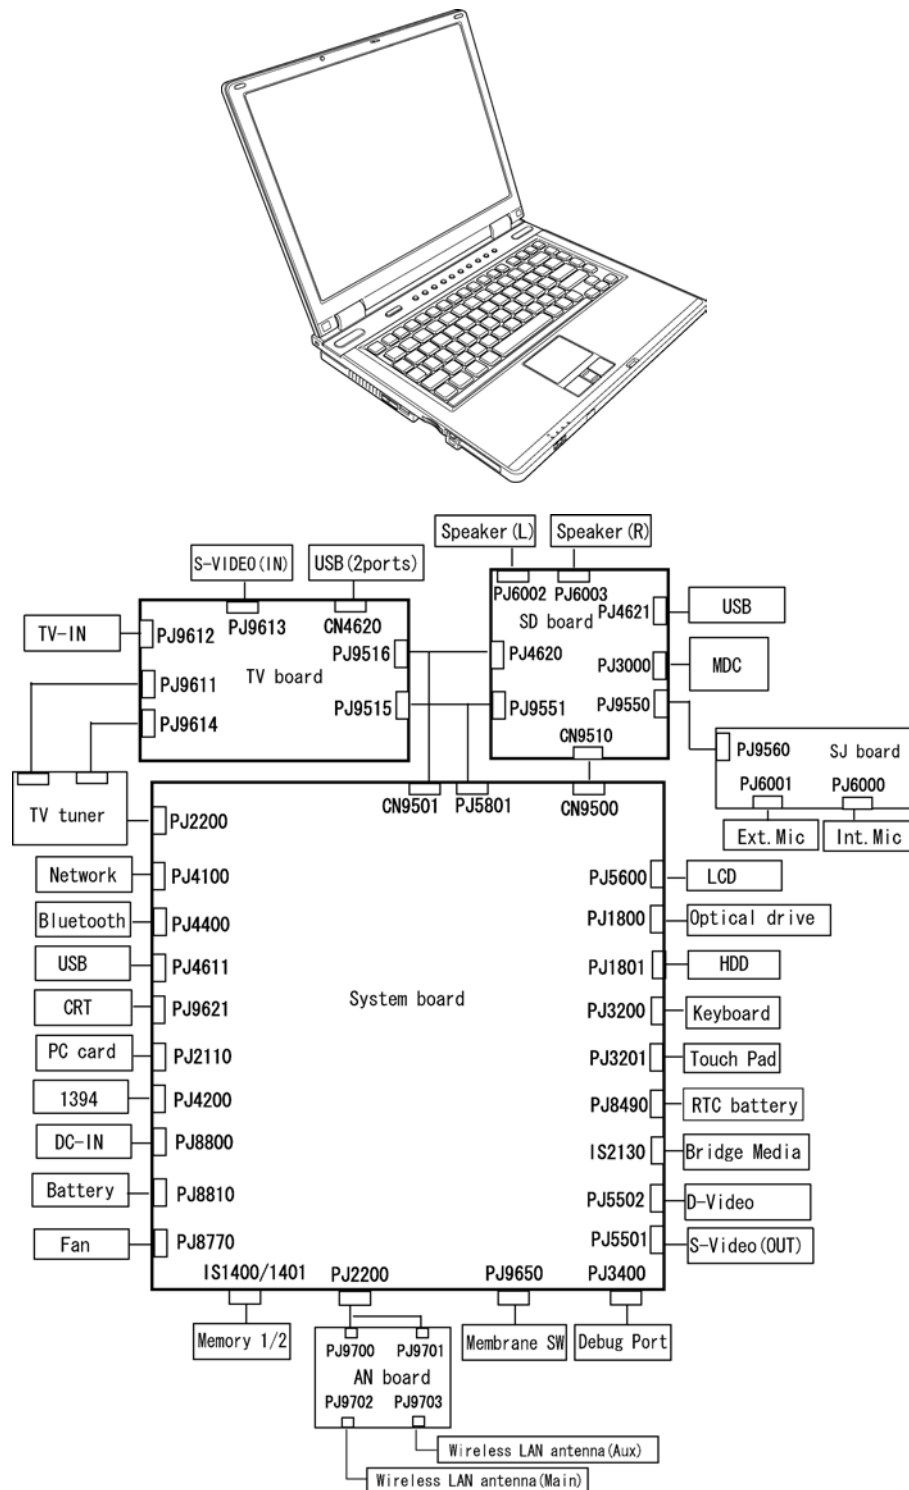 Speaker(L)
Speaker(R)
S-VIDEO(IN)
USB(2ports)
PJ6002
PJ6003
USB
TV-IN
PJ9612
PJ9613
CN4620
SD board
PJ4621
PJ9516
PJ4620
PJ3000
MDC
PJ9611
TV board
PJ9515
PJ9551
PJ9550
PJ9614
CN9510
PJ9560
SJ board
PJ6001
PJ6000
TV tuner
PJ2200
CN9501
PJ5801
CN9500
Ext.Mic
Int.Mic
Network
PJ4100
PJ5600
LCD
Bluetooth
PJ4400
PJ1800
Optical drive
USB
PJ4611
PJ1801
HDD
System board
CRT
PJ9621
PJ3200
Keyboard
PC card
PJ2110
PJ3201
Touch Pad
1394
PJ4200
PJ8490
RTC battery
DC-IN
PJ8800
IS2130
Bridge Media
Battery
PJ8810
PJ5502
D-Video
Fan
PJ8770
PJ5501
S-Video(OUT)
IS1400/1401
PJ2200
PJ9650
PJ3400
Memory 1/2
PJ9700
PJ9701
Membrane SW
Debug Port
AN board
PJ9702
PJ9703
Wireless LAN antenna(Aux)
Wireless LAN antenna(Main)